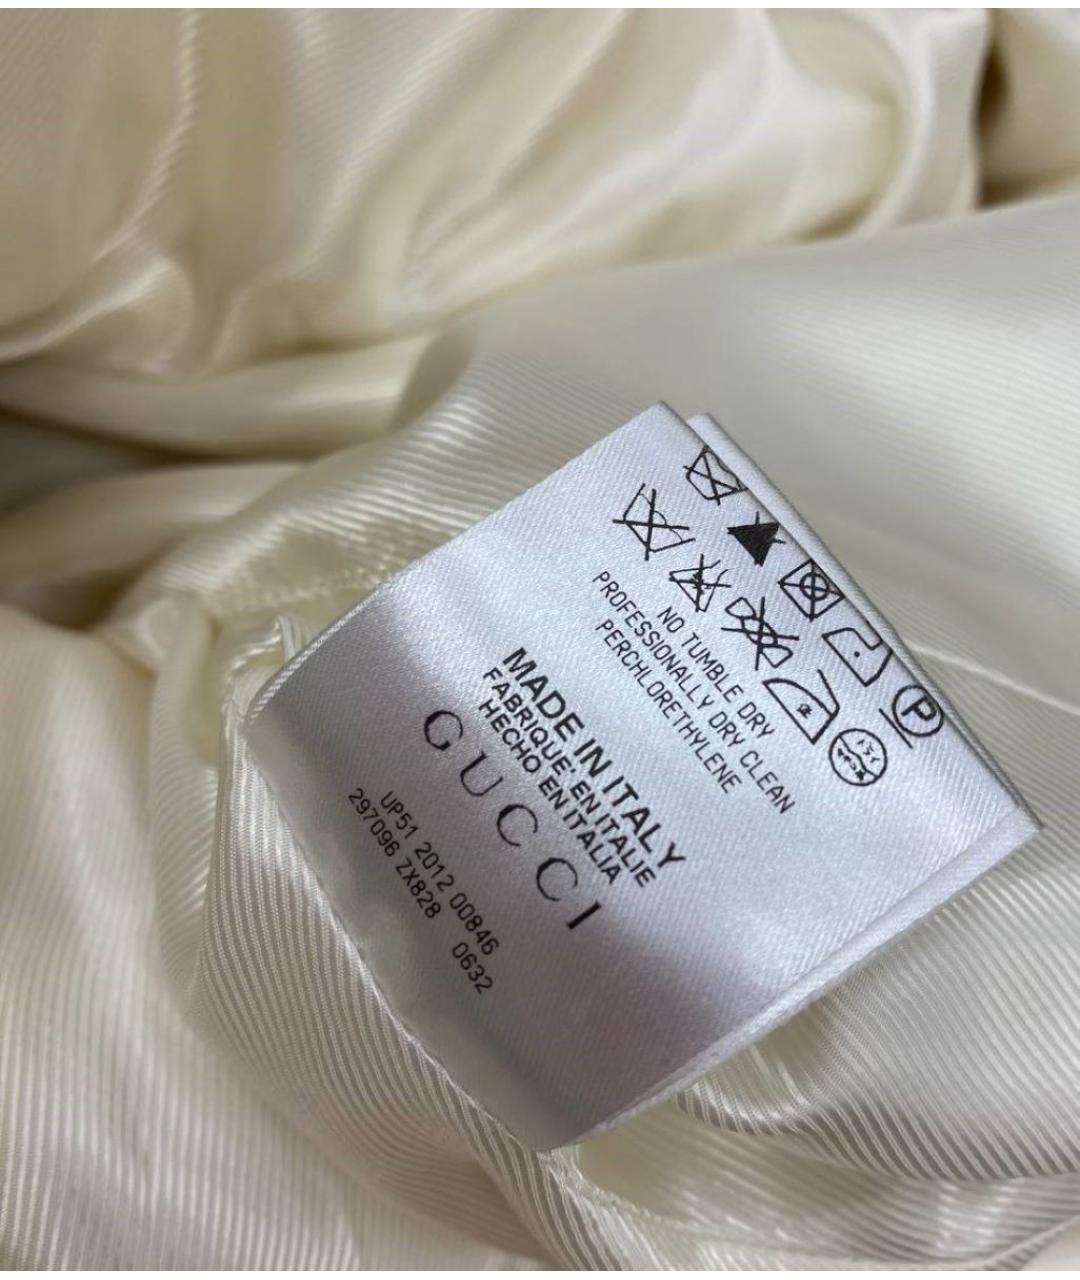 NO TUMBLE DRY
PROFESSIONALLY DRY CLEAN
PERCHLORETHYLENE
MADE IN ITALY
FABRIQUE' EN ITALIE
HECHO EN ITALIA
GUCCI
UP51 2012 00846
297096 ZX828 0632
P